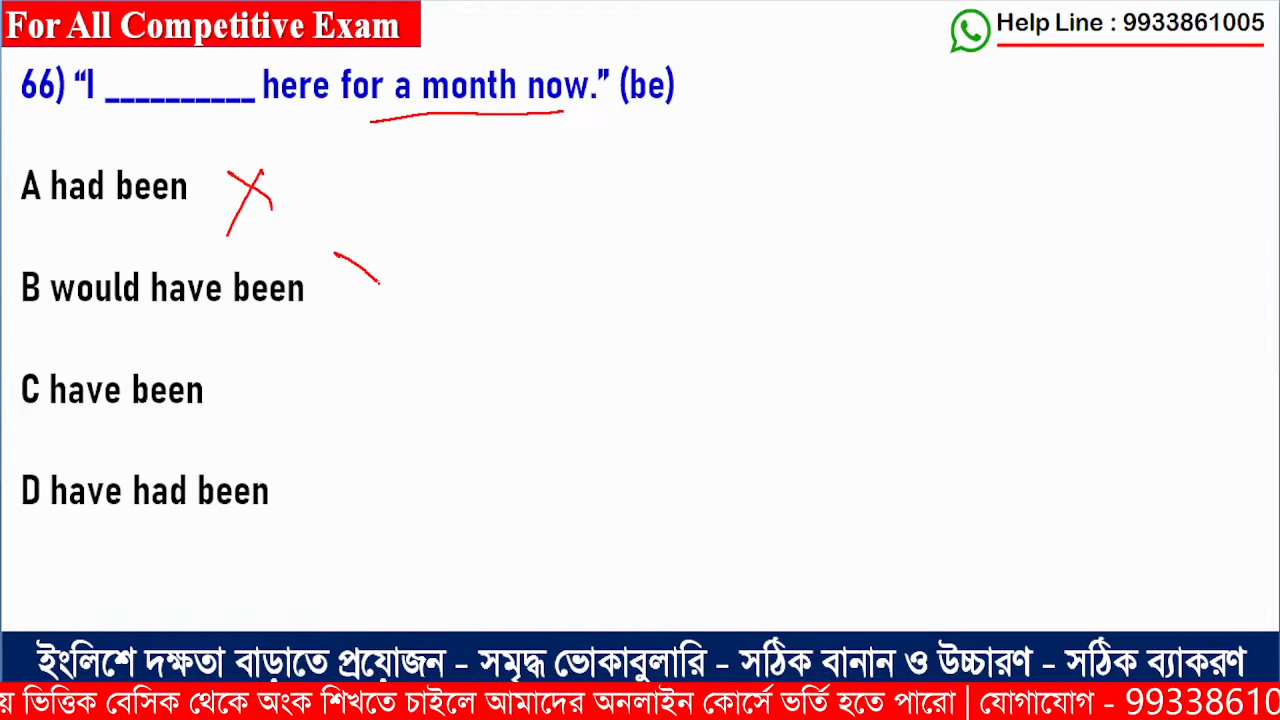 For All Competitive Exam
Help Line : 9933861005
66) “I __________ here for a month now.” (be)
A had been
B would have been
C have been
D have had been
ইংলিশে দক্ষতা বাড়াতে প্রয়োজন - সমৃদ্ধ ভোকাবুলারি - সঠিক বানান ও উচ্চারণ - সঠিক ব্যাকরণ
ভিত্তিক বেসিক থেকে অংক শিখতে চাইলে আমাদের অনলাইন কোর্সে ভর্তি হতে পারো | যোগাযোগ - 99338610